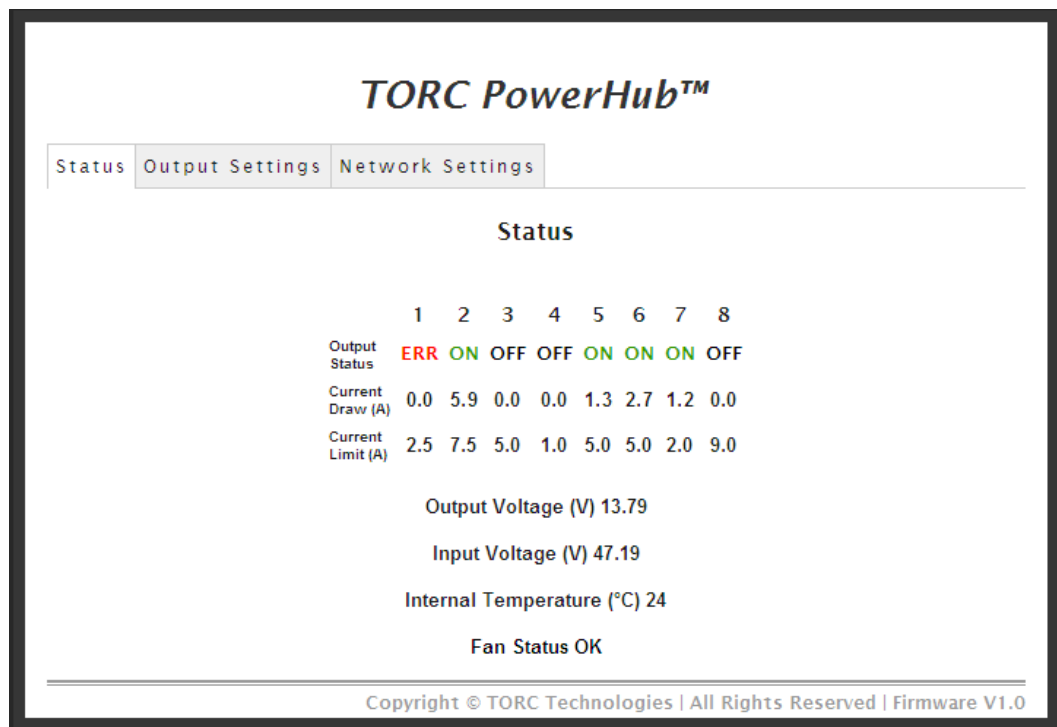 TORC PowerHub™
Status Output Settings Network Settings
Status
1 2 3 4 5 6 7 8
Output Status ERR ON OFF OFF ON ON ON OFF
Current Draw (A) 0.0 5.9 0.0 0.0 1.3 2.7 1.2 0.0
Current Limit (A) 2.5 7.5 5.0 1.0 5.0 5.0 2.0 9.0
Output Voltage (V) 13.79
Input Voltage (V) 47.19
Internal Temperature (°C) 24
Fan Status OK
Copyright © TORC Technologies | All Rights Reserved | Firmware V1.0